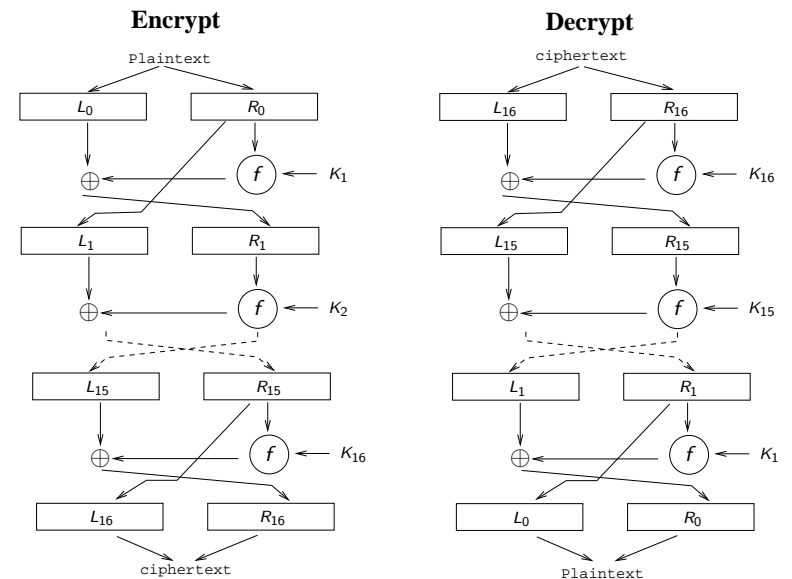 Encrypt
Plaintext
L0
R0
f
K1
L1
R1
f
K2
L15
R15
f
K16
L16
R16
ciphertext
Decrypt
ciphertext
L16
R16
f
K16
L15
R15
f
K15
L1
R1
f
K1
L0
R0
Plaintext